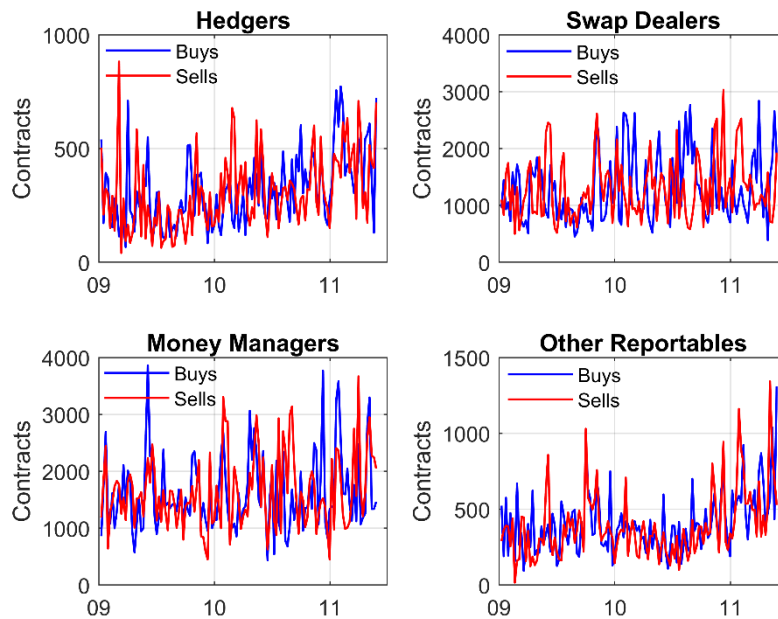 Hedgers
1000
500
0
Contracts
Buys
Sells
09
10
11
Swap Dealers
4000
3000
2000
1000
0
Contracts
Buys
Sells
09
10
11
Money Managers
4000
3000
2000
1000
0
Contracts
Buys
Sells
09
10
11
Other Reportables
1500
1000
500
0
Contracts
Buys
Sells
09
10
11